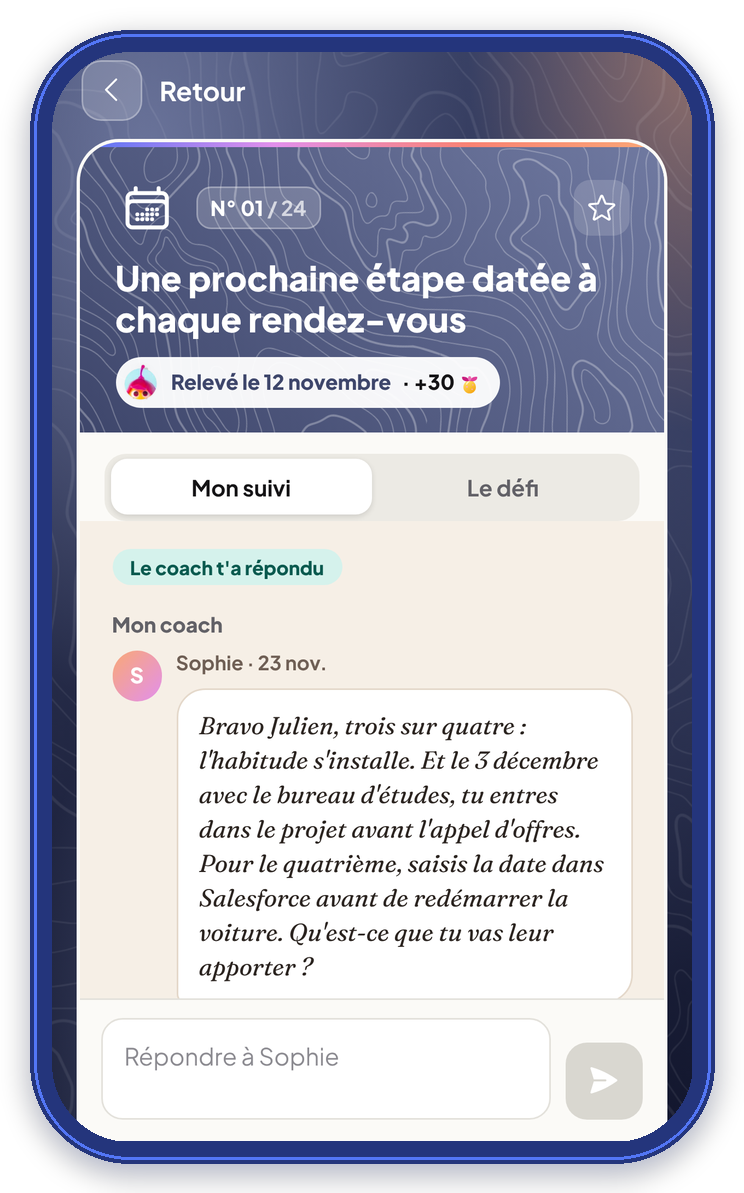 Retour
N° 01 / 24
Une prochaine étape datée à
chaque rendez-vous
Relevé le 12 novembre · +30
Mon suivi
Le défi
Le coach t'a répondu
Mon coach
S
Sophie · 23 nov.
Bravo Julien, trois sur quatre :
l'habitude s'installe. Et le 3 décembre
avec le bureau d'études, tu entres
dans le projet avant l'appel d'offres.
Pour le quatrième, saisis la date dans
Salesforce avant de redémarrer la
voiture. Qu'est-ce que tu vas leur
apporter ?
Répondre à Sophie